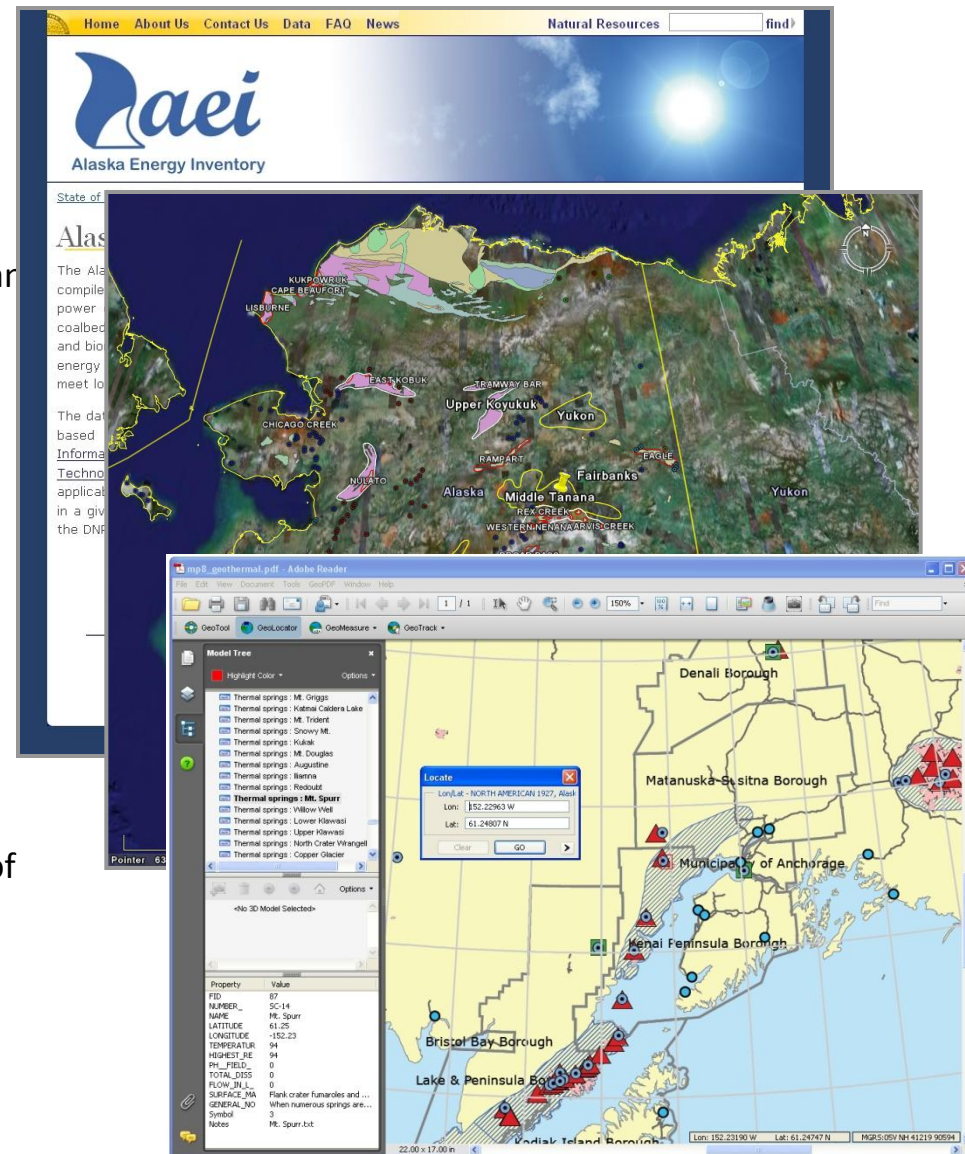 Home About Us Contact Us Data FAQ News Natural Resources find
aei
Alaska Energy Inventory
State of
Alas
The Ala
compile
power
coalbed
and bio
energy
meet lo
The dat
based
Informa
Techno
applicab
in a giv
the DNR
ar
of
KUKPOWRUK
CAPE BEAUFORT
LISBURNE
EAST KOBUK
TRAMWAY BAR
Upper Koyukuk
Yukon
CHICAGO CREEK
RAMPART
EAGLE
NULATO
Fairbanks
Alaska
Middle Tanana
Yukon
REX CREEK
WESTERN NENANA
JARVIS CREEK
Pointer 63
mp8_geothermal.pdf - Adobe Reader
File Edit View Document Tools GeoPDF Window Help
1 / 1 150% Find
GeoTool GeoLocator GeoMeasure GeoTrack
Model Tree
Highlight Color Options
Thermal springs : Mt. Griggs
Thermal springs : Katmai Caldera Lake
Thermal springs : Mt. Trident
Thermal springs : Snowy Mt.
Thermal springs : Kukak
Thermal springs : Mt. Douglas
Thermal springs : Augustine
Thermal springs : Iliamna
Thermal springs : Redoubt
Thermal springs : Mt. Spurr
Thermal springs : Willow Well
Thermal springs : Lower Klawasi
Thermal springs : Upper Klawasi
Thermal springs : North Crater Wrangell
Thermal springs : Copper Glacier
Options
<No 3D Model Selected>
Property Value
FID 87
NUMBER_ SC-14
NAME Mt. Spurr
LATITUDE 61.25
LONGITUDE -152.23
TEMPERATUR 94
HIGHEST_RE 94
PH__FIELD_ 0
TOTAL_DISS 0
FLOW_IN_L_ 0
SURFACE_MA Flank crater fumaroles and ...
GENERAL_NO When numerous springs are...
Symbol 3
Notes Mt. Spurr.txt
Locate
Lon/Lat - NORTH AMERICAN 1927, Alask
Lon: 152.22963 W
Lat: 61.24807 N
Clear GO >
Denali Borough
Matanuska-Susitna Borough
Municipality of Anchorage
Kenai Peninsula Borough
Bristol Bay Borough
Lake & Peninsula Bo
Kodiak Island Borough
22.00 x 17.00 in
Lon: 152.23190 W Lat: 61.24747 N MGRS:05V NH 41219 90594